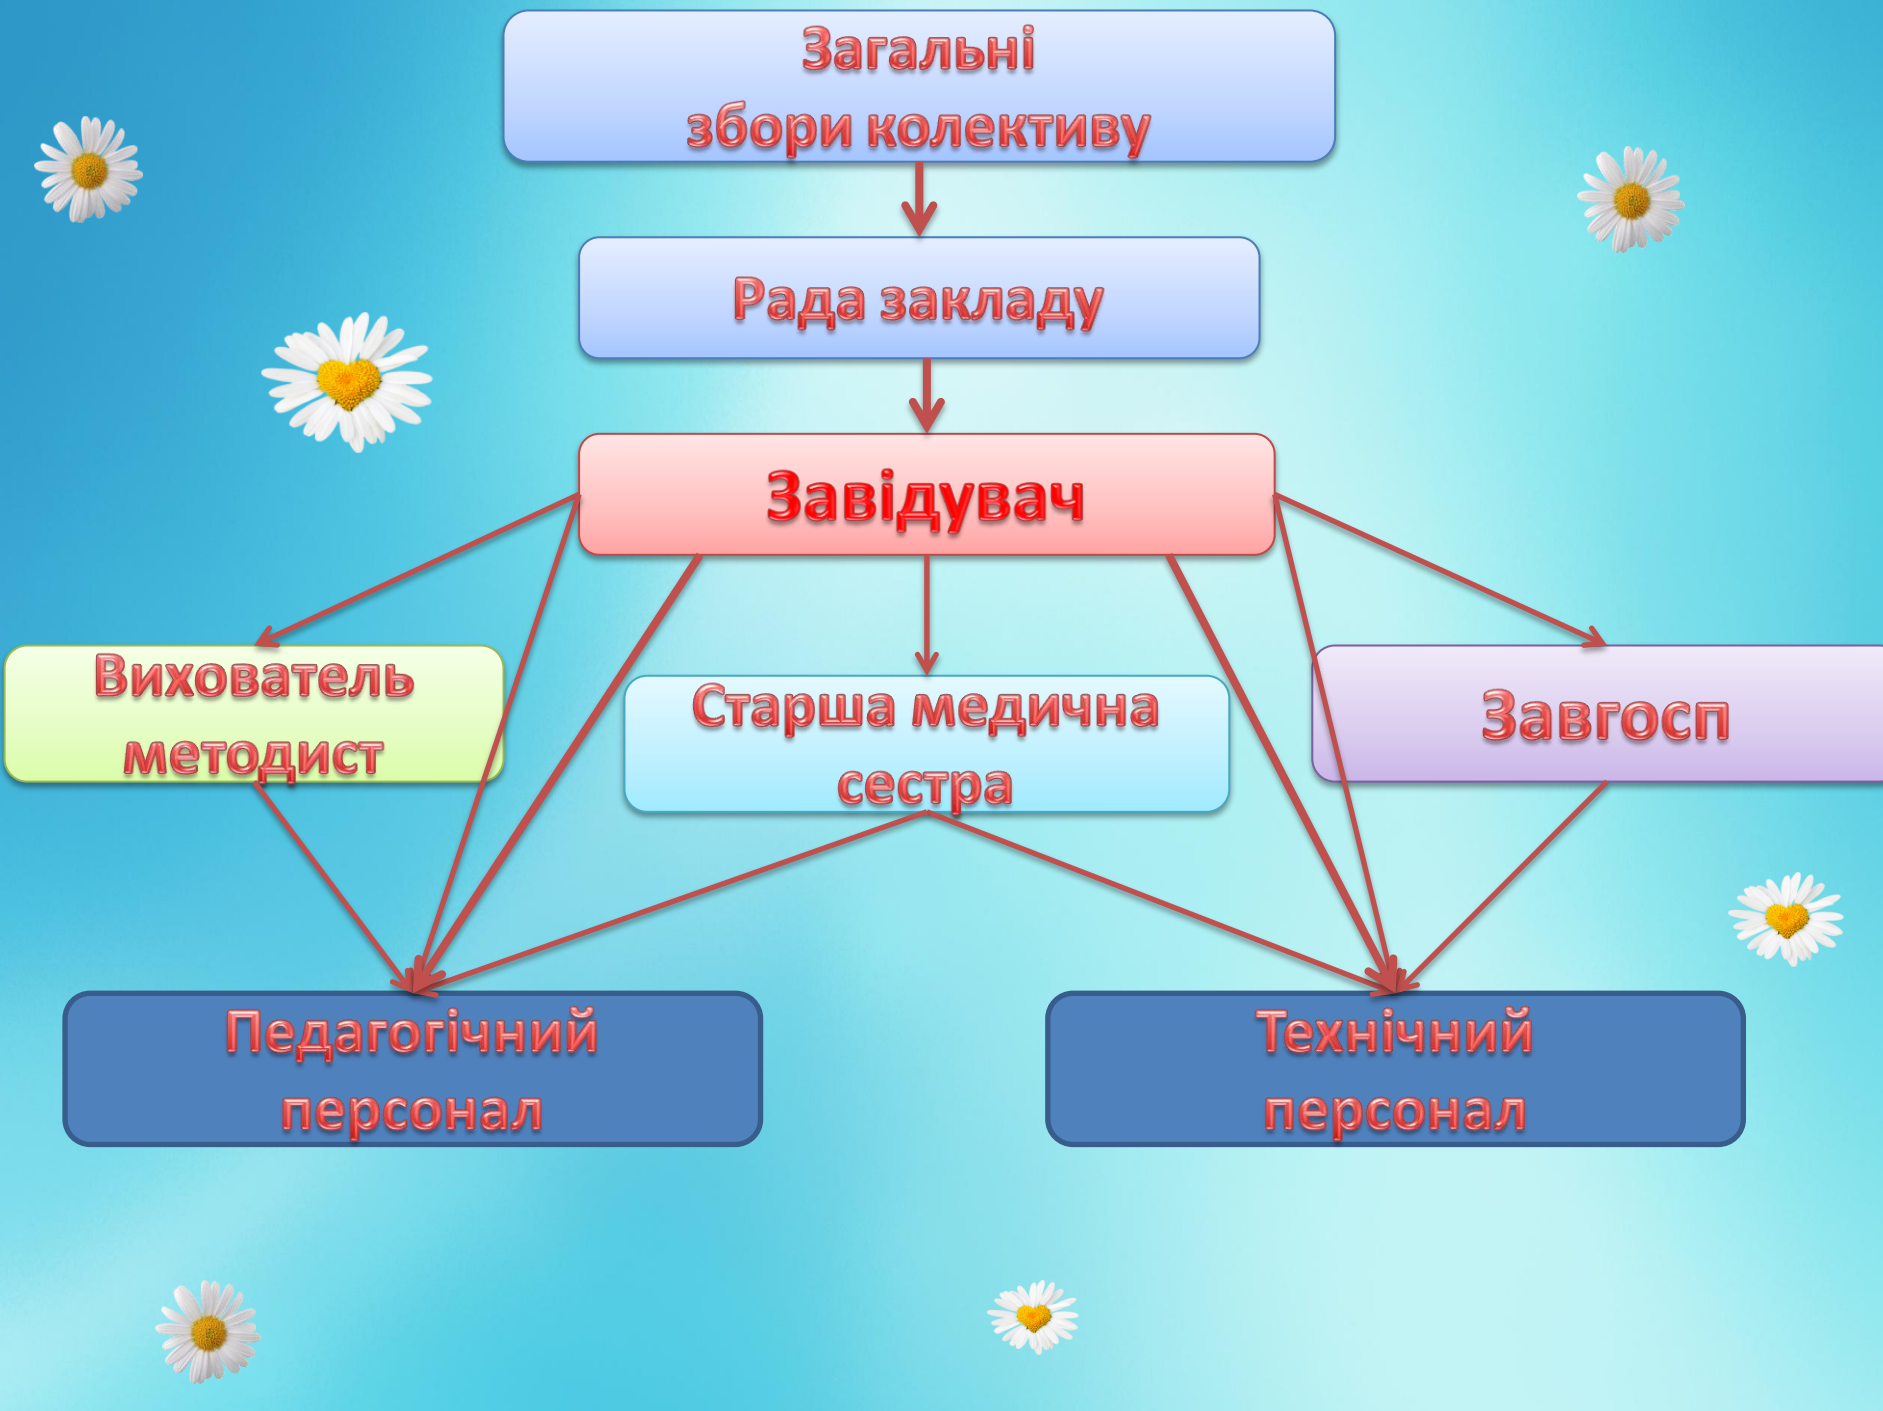 Загальні
збори колективу
Рада закладу
Завідувач
Вихователь
методист
Старша медична
сестра
Завгосп
Педагогічний
персонал
Технічний
персонал